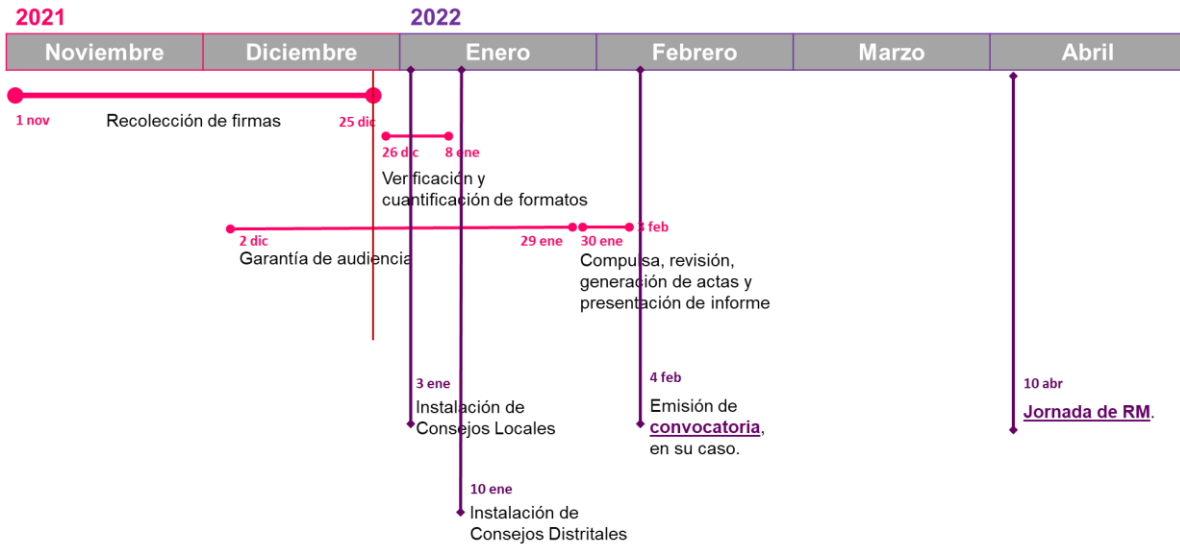 2021
2022
Noviembre
Diciembre
Enero
Febrero
Marzo
Abril
1 nov
Recolección de firmas
25 dic
26 dic
8 ene
Verificación y
cuantificación de formatos
2 dic
Garantía de audiencia
29 ene
30 ene
3 feb
Compulsa, revisión,
generación de actas y
presentación de informe
3 ene
Instalación de
Consejos Locales
4 feb
Emisión de
convocatoria,
en su caso.
10 abr
Jornada de RM.
10 ene
Instalación de
Consejos Distritales